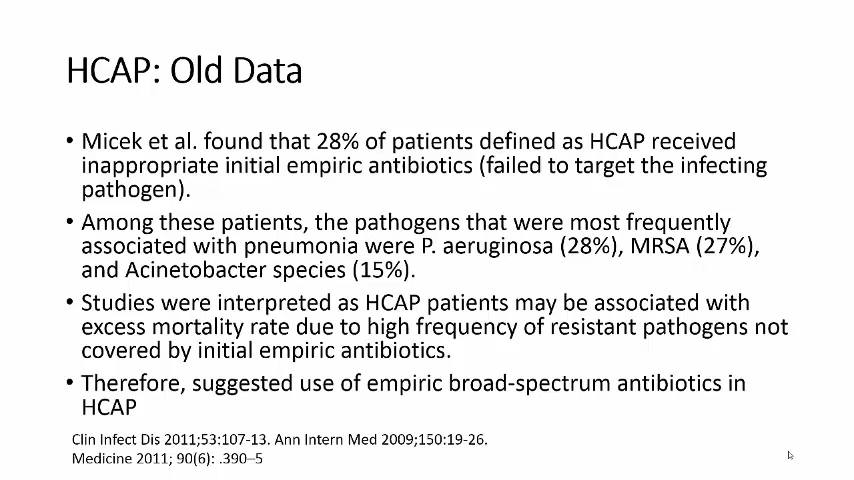 HCAP: Old Data
• Micek et al. found that 28% of patients defined as HCAP received
inappropriate initial empiric antibiotics (failed to target the infecting
pathogen).
• Among these patients, the pathogens that were most frequently
associated with pneumonia were P. aeruginosa (28%), MRSA (27%),
and Acinetobacter species (15%).
• Studies were interpreted as HCAP patients may be associated with
excess mortality rate due to high frequency of resistant pathogens not
covered by initial empiric antibiotics.
• Therefore, suggested use of empiric broad-spectrum antibiotics in
HCAP
Clin Infect Dis 2011;53:107-13. Ann Intern Med 2009;150:19-26.
Medicine 2011; 90(6): .390–5